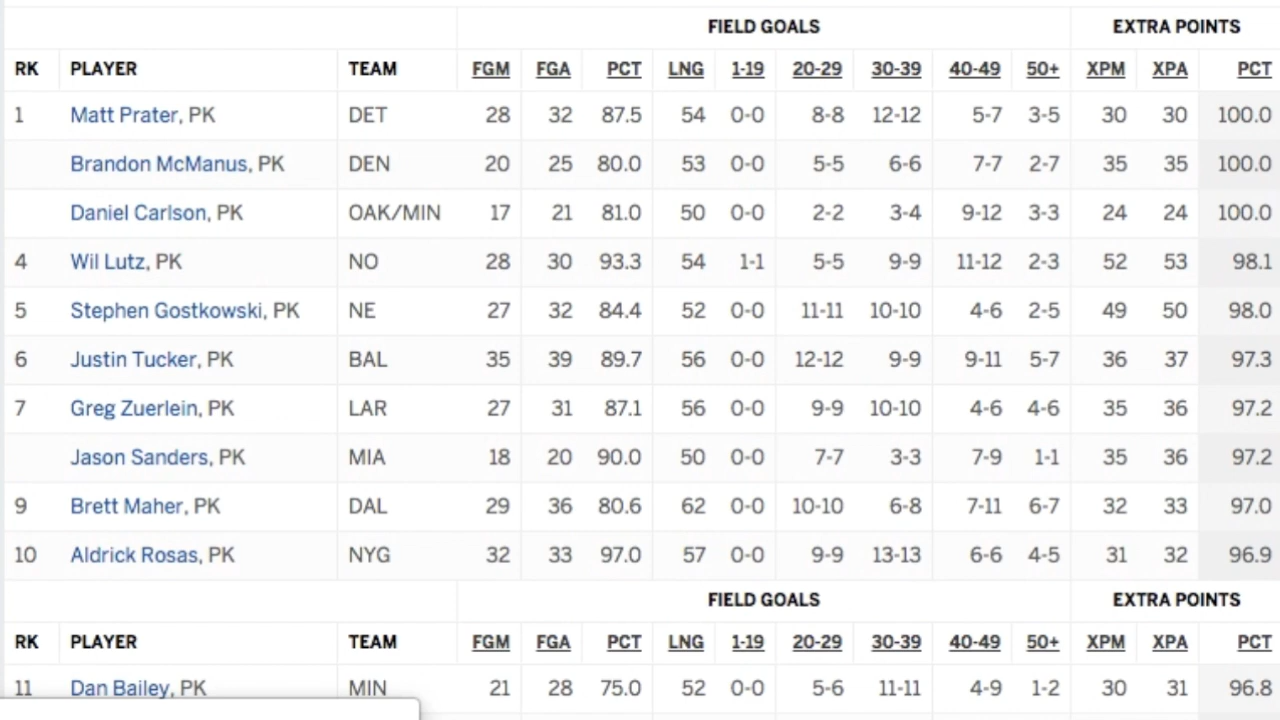 FIELD GOALS EXTRA POINTS
RK PLAYER TEAM FGM FGA PCT LNG 1-19 20-29 30-39 40-49 50+ XPM XPA PCT
1 Matt Prater, PK DET 28 32 87.5 54 0-0 8-8 12-12 5-7 3-5 30 30 100.0
Brandon McManus, PK DEN 20 25 80.0 53 0-0 5-5 6-6 7-7 2-7 35 35 100.0
Daniel Carlson, PK OAK/MIN 17 21 81.0 50 0-0 2-2 3-4 9-12 3-3 24 24 100.0
4 Wil Lutz, PK NO 28 30 93.3 54 1-1 5-5 9-9 11-12 2-3 52 53 98.1
5 Stephen Gostkowski, PK NE 27 32 84.4 52 0-0 11-11 10-10 4-6 2-5 49 50 98.0
6 Justin Tucker, PK BAL 35 39 89.7 56 0-0 12-12 9-9 9-11 5-7 36 37 97.3
7 Greg Zuerlein, PK LAR 27 31 87.1 56 0-0 9-9 10-10 4-6 4-6 35 36 97.2
Jason Sanders, PK MIA 18 20 90.0 50 0-0 7-7 3-3 7-9 1-1 35 36 97.2
9 Brett Maher, PK DAL 29 36 80.6 62 0-0 10-10 6-8 7-11 6-7 32 33 97.0
10 Aldrick Rosas, PK NYG 32 33 97.0 57 0-0 9-9 13-13 6-6 4-5 31 32 96.9
FIELD GOALS EXTRA POINTS
RK PLAYER TEAM FGM FGA PCT LNG 1-19 20-29 30-39 40-49 50+ XPM XPA PCT
11 Dan Bailey, PK MIN 21 28 75.0 52 0-0 5-6 11-11 4-9 1-2 30 31 96.8